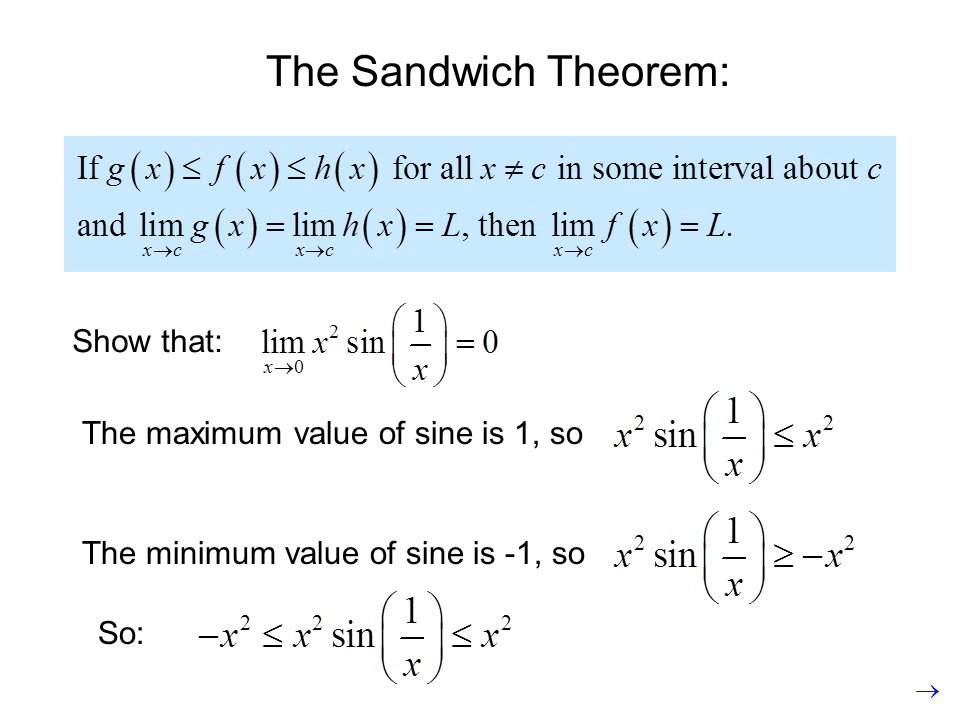 The Sandwich Theorem:
If g(x) ≤ f(x) ≤ h(x) for all x ≠ c in some interval about c
and lim_{x→c} g(x) = lim_{x→c} h(x) = L, then lim_{x→c} f(x) = L.
Show that: lim_{x→0} x² sin(1/x) = 0
The maximum value of sine is 1, so x² sin(1/x) ≤ x²
The minimum value of sine is -1, so x² sin(1/x) ≥ −x²
So: −x² ≤ x² sin(1/x) ≤ x²
→